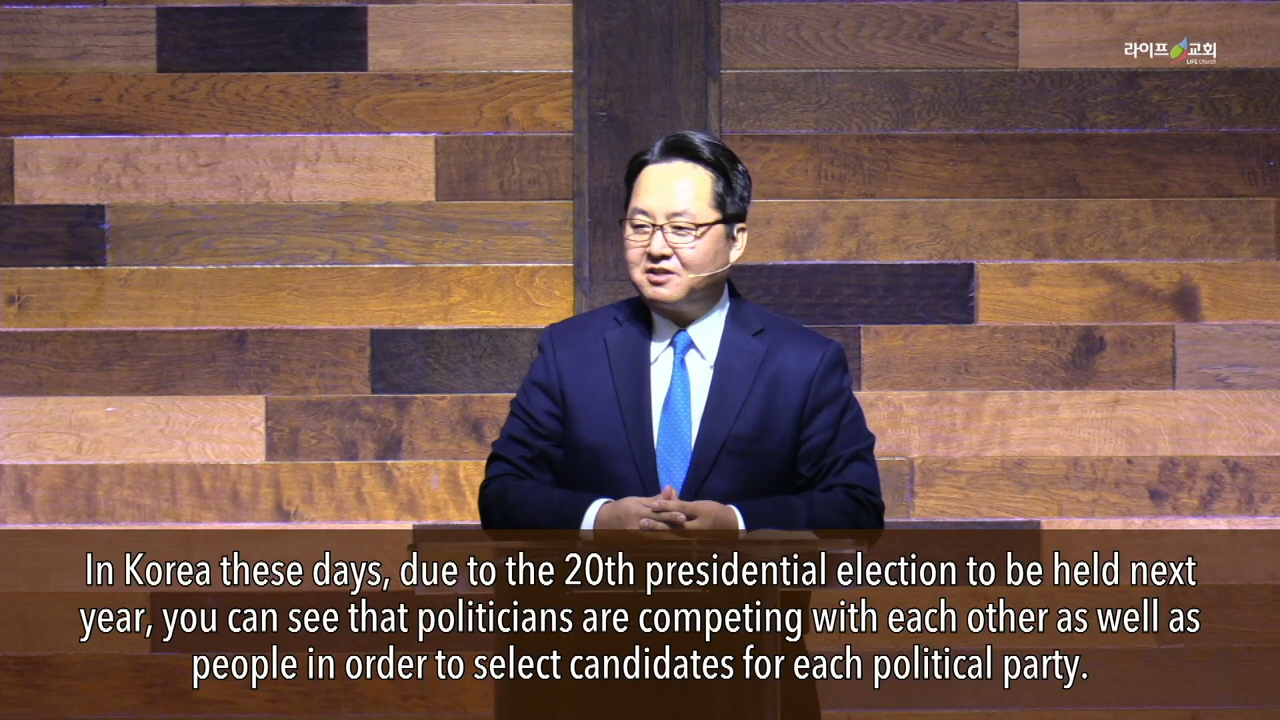 라이프 교회
LIFE Church
In Korea these days, due to the 20th presidential election to be held next
year, you can see that politicians are competing with each other as well as
people in order to select candidates for each political party.